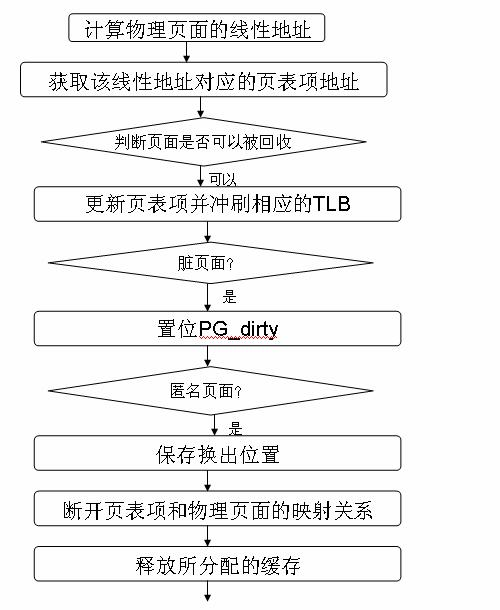 计算物理页面的线性地址
获取该线性地址对应的页表项地址
判断页面是否可以被回收
可以
更新页表项并冲刷相应的TLB
脏页面?
是
置位PG_dirty
匿名页面?
是
保存换出位置
断开页表项和物理页面的映射关系
释放所分配的缓存